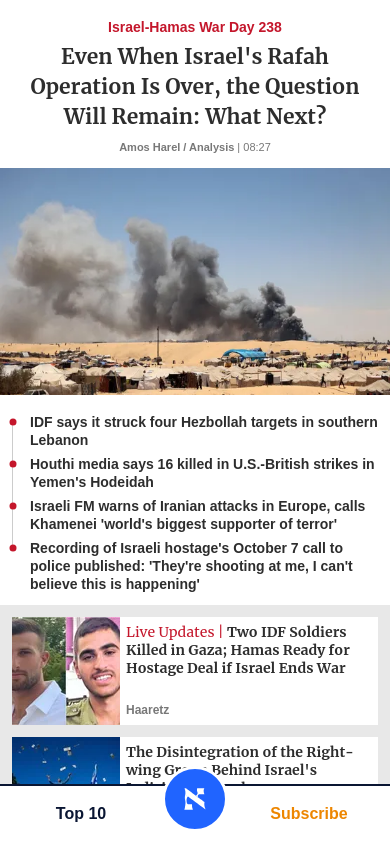 Israel-Hamas War Day 238
Even When Israel's Rafah
Operation Is Over, the Question
Will Remain: What Next?
Amos Harel / Analysis | 08:27
IDF says it struck four Hezbollah targets in southern
Lebanon
Houthi media says 16 killed in U.S.-British strikes in
Yemen's Hodeidah
Israeli FM warns of Iranian attacks in Europe, calls
Khamenei 'world's biggest supporter of terror'
Recording of Israeli hostage's October 7 call to
police published: 'They're shooting at me, I can't
believe this is happening'
Live Updates | Two IDF Soldiers
Killed in Gaza; Hamas Ready for
Hostage Deal if Israel Ends War
Haaretz
The Disintegration of the Right-
wing Behind Israel's
Top 10
Subscribe